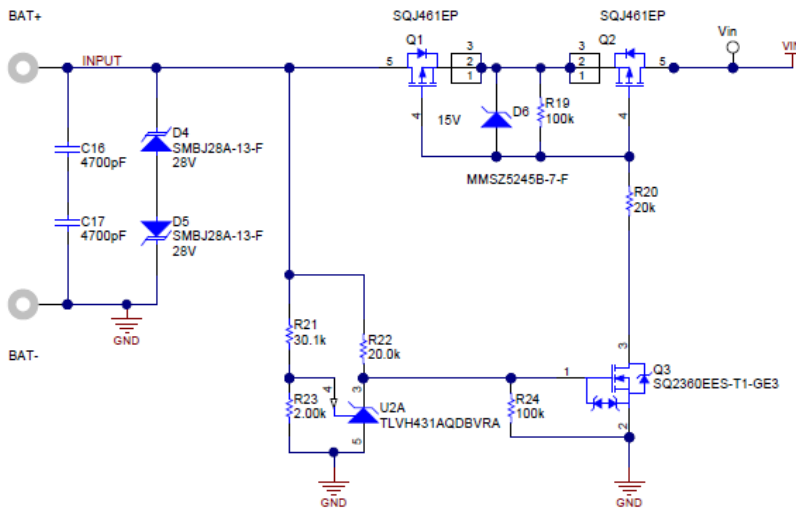 BAT+
SQJ461EP
SQJ461EP
Q1
Q2
Vin
VIN
INPUT
5
3
2
1
3
2
1
5
4
4
D6
15V
R19
100k
MMSZ5245B-7-F
C16
4700pF
D4
SMBJ28A-13-F
28V
C17
4700pF
D5
SMBJ28A-13-F
28V
R20
20k
GND
BAT-
R21
30.1k
R22
20.0k
3
1
Q3
SQ2360EES-T1-GE3
2
R23
2.00k
4
3
U2A
TLVH431AQDBVRA
5
R24
100k
GND
GND